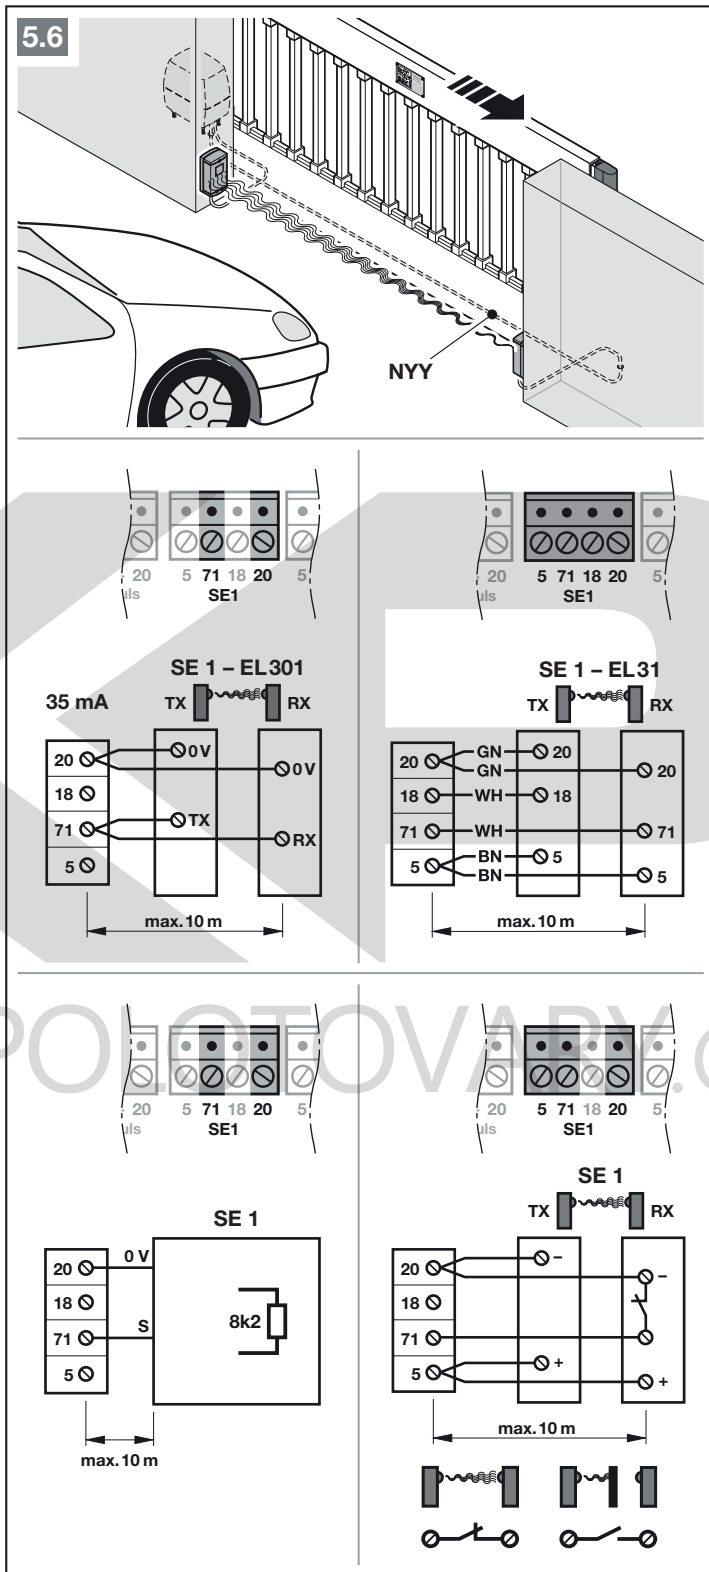 5.6
NYY
20 5 71 18 20 5
uls SE1
SE 1 – EL301
35 mA TX RX
20 0V
0V
18
71 TX
RX
5
max. 10 m
20 5 71 18 20 5
uls SE1
SE 1 – EL31
TX RX
20 GN 20
GN 20
18 WH 18
71 WH 71
5 BN 5
BN 5
max. 10 m
POLOTOVARY.
20 5 71 18 20 5
uls SE1
SE 1
20 0 V
18
8k2
71 S
5
max. 10 m
20 5 71 18 20 5
uls SE1
SE 1
TX RX
20 –
–
18
71
5 +
+
max. 10 m